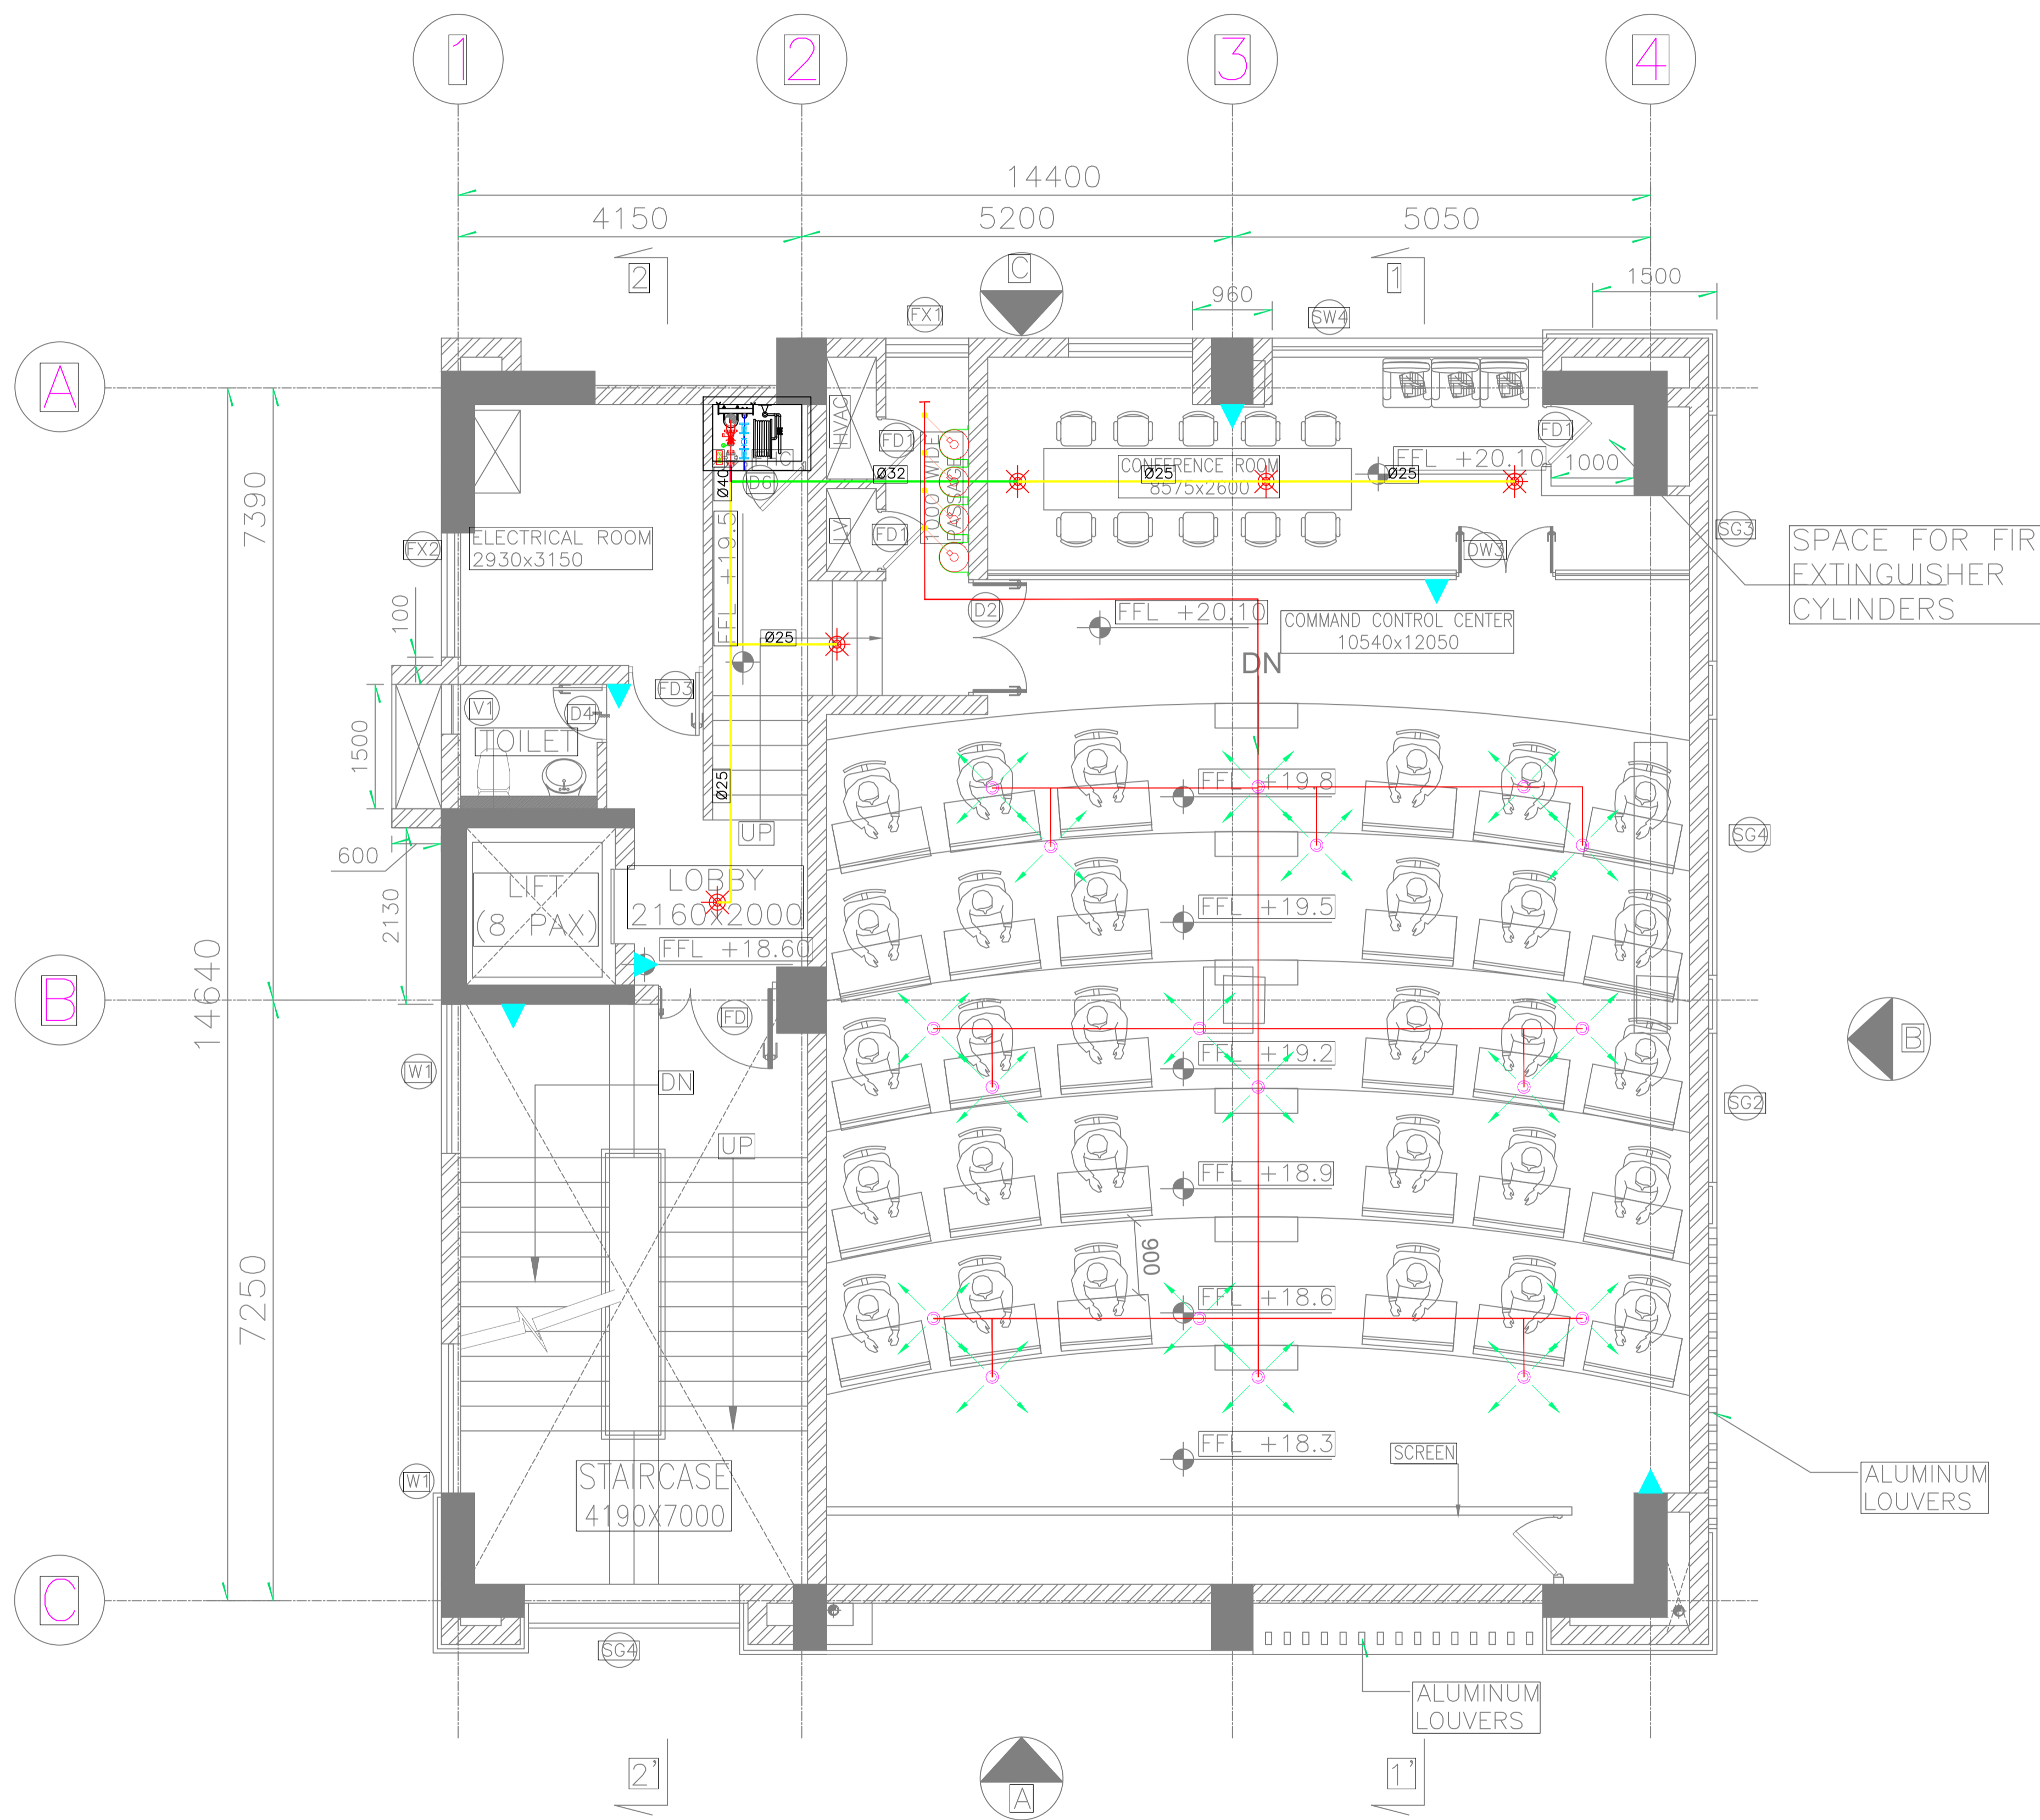 1
2
3
4
14400
4150
5200
5050
2
1
C
960
1500
FX1
SW4
A
HVAC
FD1
FD1
1000 WIDE
PASSAGE
Ø40
D6
Ø32
CONFERENCE ROOM
8575x2600
Ø25
FFL +20.10
Ø25
1000
ELECTRICAL ROOM
2930x3150
FX2
7390
FFL +19.5
LV
FD1
DW3
SG3
SPACE FOR FIR
EXTINGUISHER
CYLINDERS
100
D2
FFL +20.10
COMMAND CONTROL CENTER
10540x12050
Ø25
DN
FD3
V1
D4
TOILET
1500
Ø25
UP
FFL +19.8
SG4
600
LIFT
(8 PAX)
LOBBY
2160X2000
2130
FFL +18.60
FFL +19.5
14640
B
FD
B
W1
DN
FFL +19.2
SG2
UP
FFL +18.9
900
7250
FFL +18.6
FFL +18.3
SCREEN
W1
STAIRCASE
4190X7000
ALUMINUM
LOUVERS
C
SG4
ALUMINUM
LOUVERS
2'
A
1'